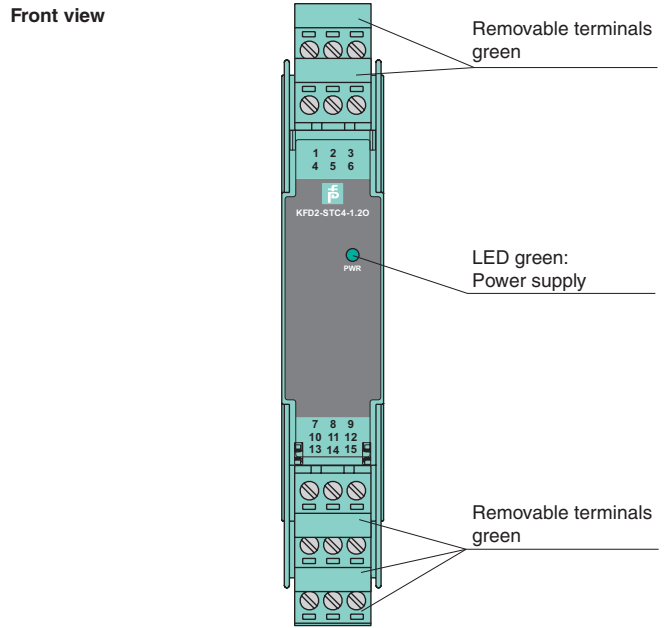 Front view
Removable terminals
green
1 2 3
4 5 6
KFD2-STC4-1.2O
PWR
LED green:
Power supply
7 8 9
10 11 12
13 14 15
Removable terminals
green